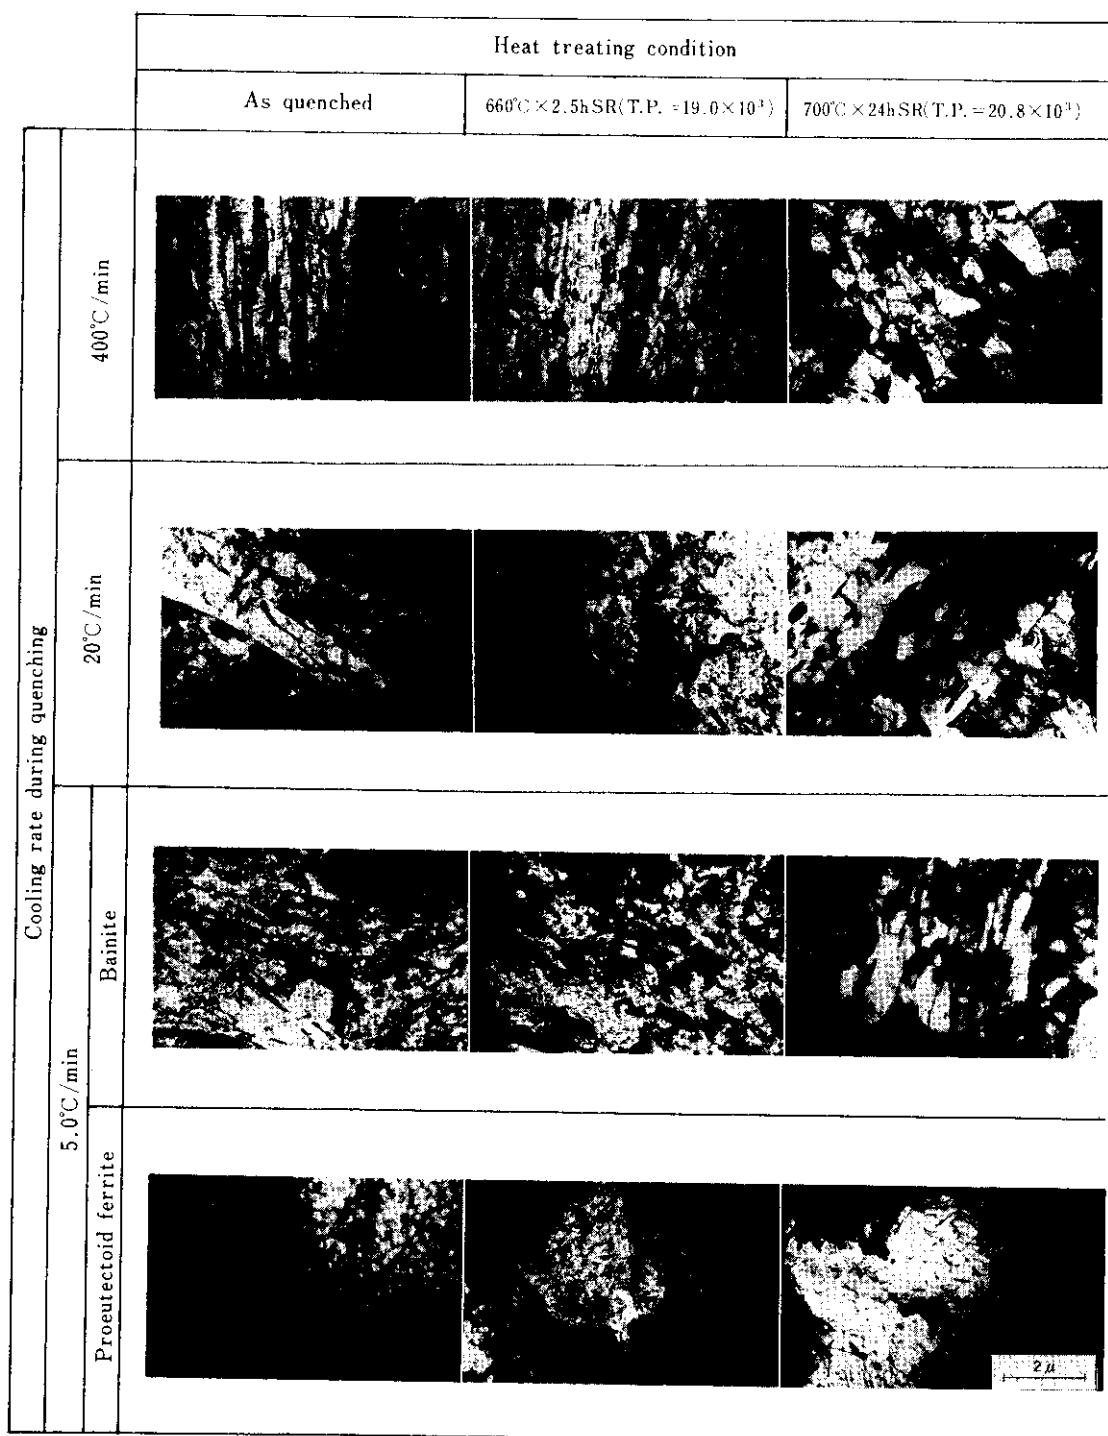 Heat treating condition
As quenched
660℃×2.5hSR(T.P. =19.0×10³)
700℃×24hSR(T.P.=20.8×10³)
Cooling rate during quenching
400℃/min
20℃/min
5.0℃/min
Bainite
Proeutectoid ferrite
2μ